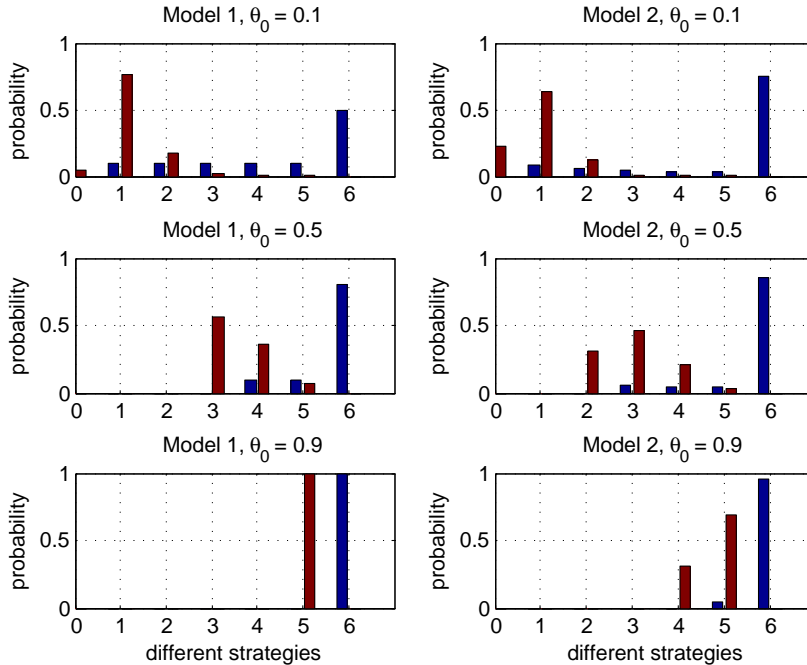 Model 1, θ₀ = 0.1
probability
1
0.5
0
0 1 2 3 4 5 6
Model 2, θ₀ = 0.1
probability
1
0.5
0
0 1 2 3 4 5 6
Model 1, θ₀ = 0.5
probability
1
0.5
0
0 1 2 3 4 5 6
Model 2, θ₀ = 0.5
probability
1
0.5
0
0 1 2 3 4 5 6
Model 1, θ₀ = 0.9
probability
1
0.5
0
0 1 2 3 4 5 6
different strategies
Model 2, θ₀ = 0.9
probability
1
0.5
0
0 1 2 3 4 5 6
different strategies